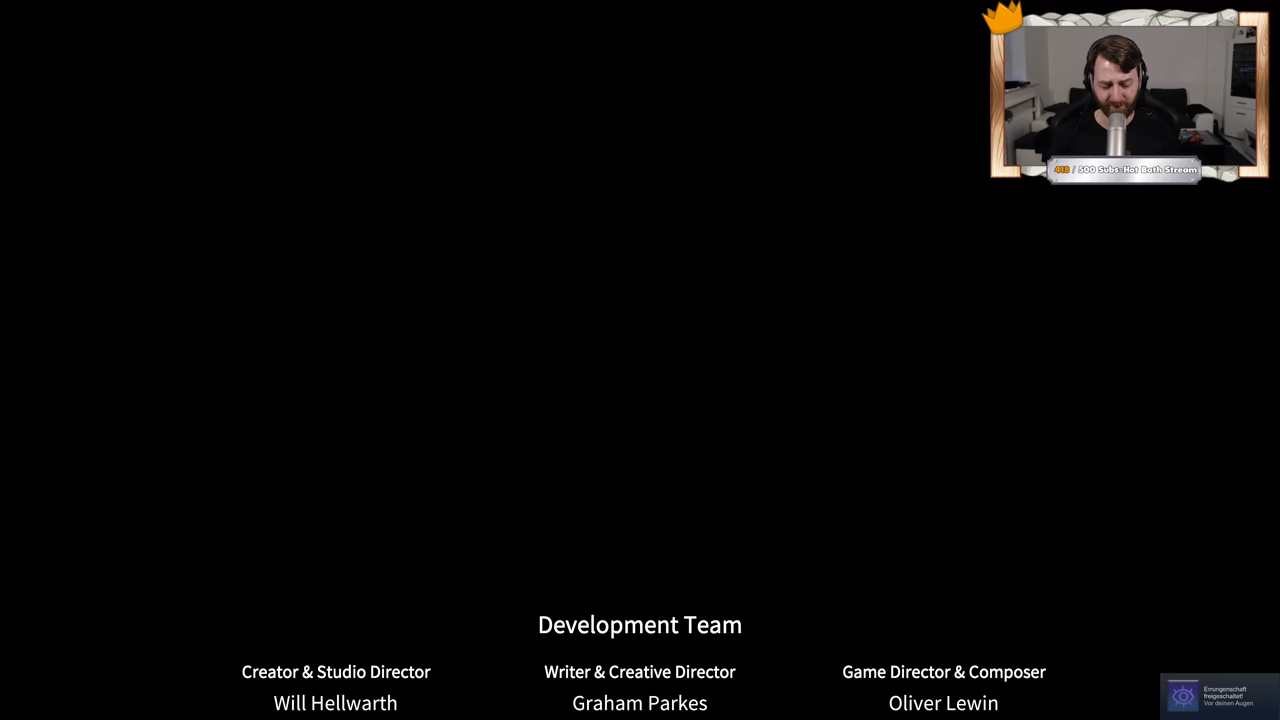 418 / 500 Subs-Hot Bath Stream
Development Team
Creator & Studio Director
Writer & Creative Director
Game Director & Composer
Will Hellwarth
Graham Parkes
Oliver Lewin
Errungenschaft
freigeschaltet!
Vor deinen Augen